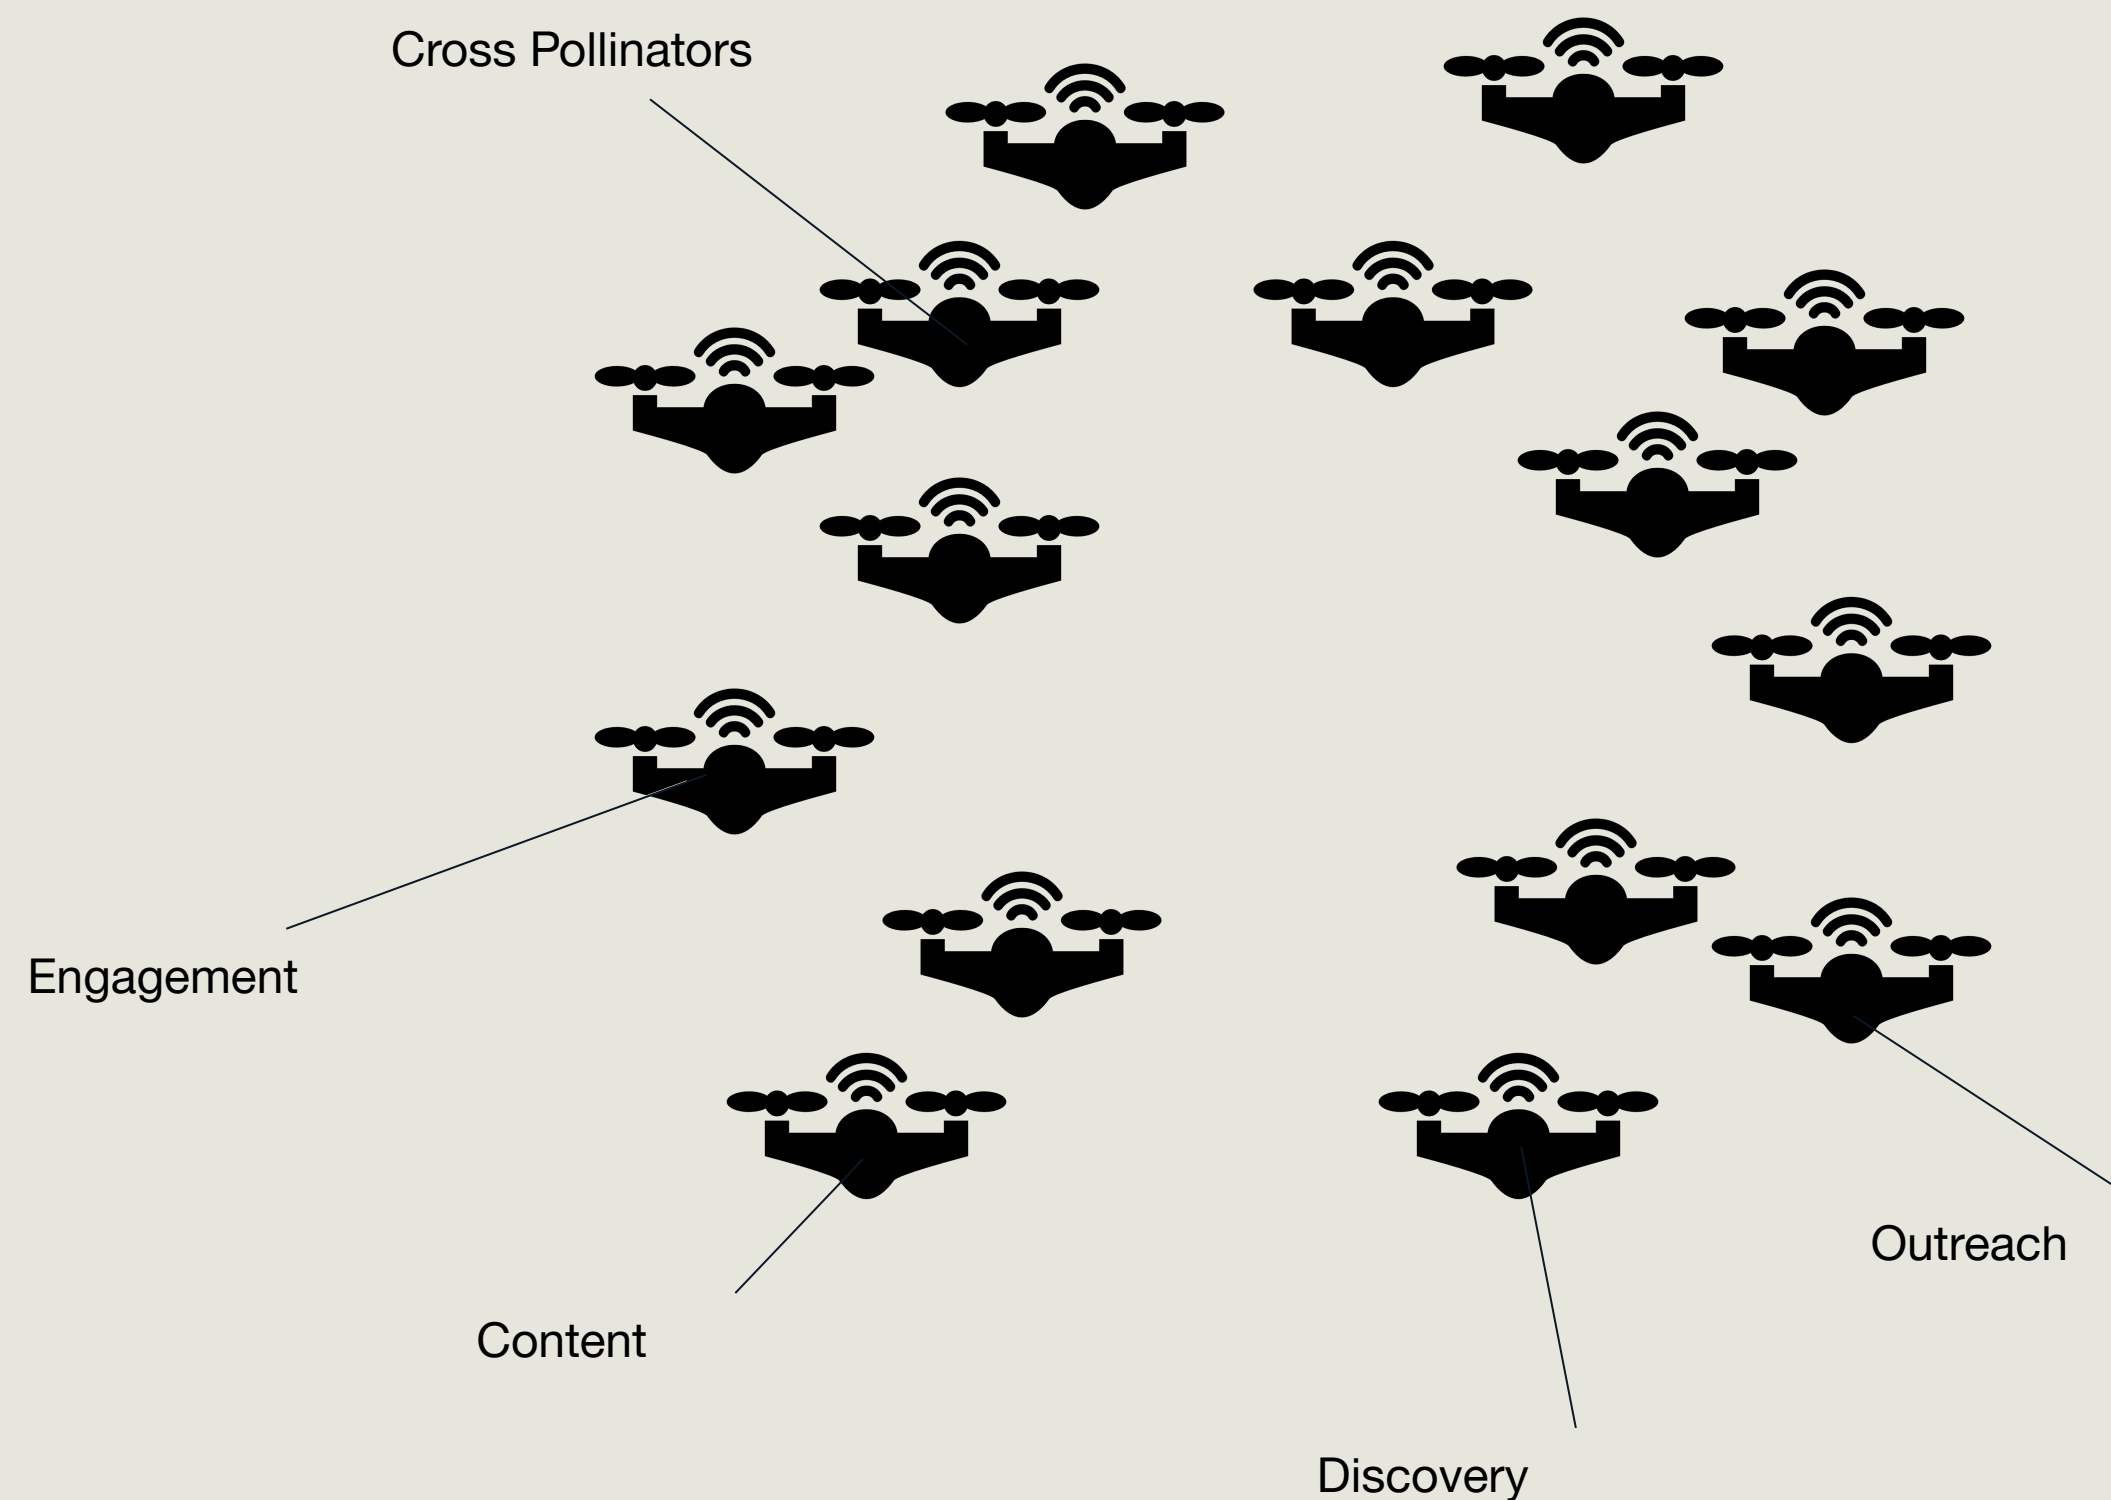 Cross Pollinators
Engagement
Outreach
Content
Discovery